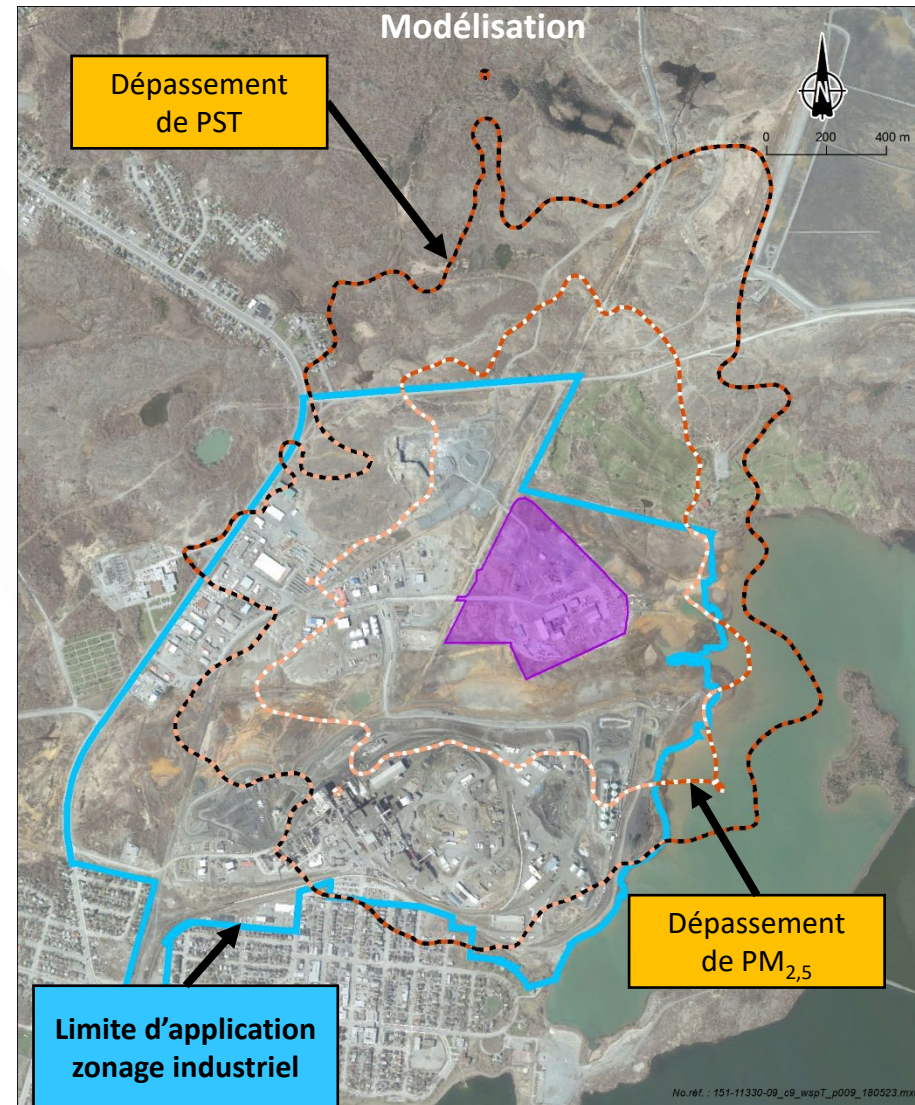 Modélisation
Dépassement
de PST
N
0 200 400 m
Dépassement
de PM2,5
Limite d'application
zonage industriel
No.réf. : 151-11330-09_c9_wspT_p009_180523.mxd